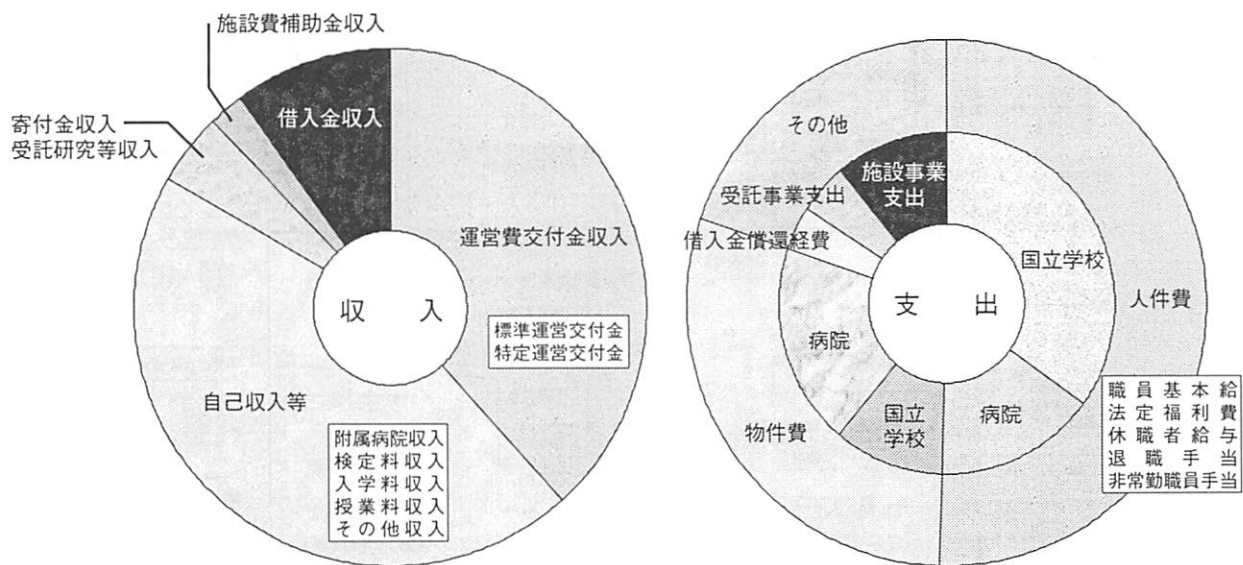 施設費補助金収入
借入金収入
寄付金収入
受託研究等収入
運営費交付金収入
収 入
標準運営交付金
特定運営交付金
自己収入等
附属病院収入
検定料収入
入学料収入
授業料収入
その他収入
その他
施設事業
支出
受託事業支出
借入金償還経費
国立学校
人件費
支 出
病院
物件費
国立
学校
病院
職員基本給
法定福利費
休職者給与
退職手当
非常勤職員手当